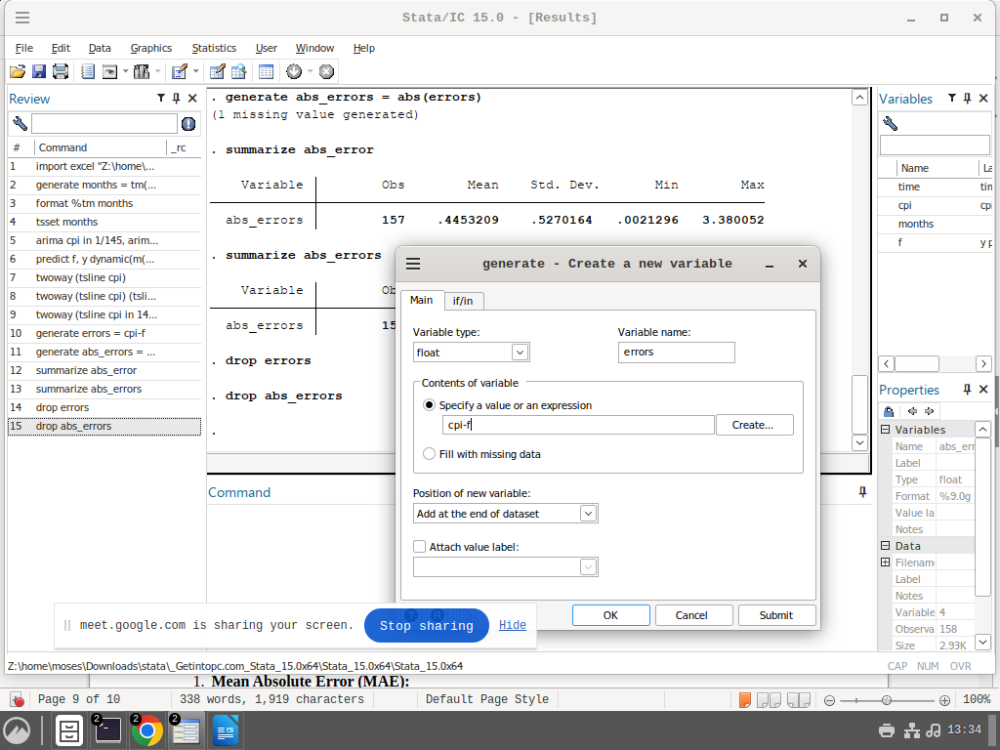 Stata/IC 15.0 - [Results]
File Edit Data Graphics Statistics User Window Help
Review
# Command _rc
1 import excel "Z:\home\...
2 generate months = tm(...
3 format %tm months
4 tsset months
5 arima cpi in 1/145, arim...
6 predict f, y dynamic(m(...
7 twoway (tsline cpi)
8 twoway (tsline cpi) (tsli...
9 twoway (tsline cpi in 14...
10 generate errors = cpi-f
11 generate abs_errors = ...
12 summarize abs_error
13 summarize abs_errors
14 drop errors
15 drop abs_errors
. generate abs_errors = abs(errors)
(1 missing value generated)
. summarize abs_error
Variable Obs Mean Std. Dev. Min Max
abs_errors 157 .4453209 .5270164 .0021296 3.380052
. summarize abs_errors
Variable Ob
abs_errors 15
. drop errors
. drop abs_errors
.
Command
generate - Create a new variable
Main if/in
Variable type: Variable name:
float errors
Contents of variable
Specify a value or an expression
cpi-f Create...
Fill with missing data
Position of new variable:
Add at the end of dataset
Attach value label:
OK Cancel Submit
Variables
Name La
time tin
cpi cpi
months
f y p
Properties
Variables
Name abs_err
Label
Type float
Format %9.0g
Value la
Notes
Data
Filename
Label
Notes
Variable 4
Observa 158
Size 2.93K
meet.google.com is sharing your screen. Stop sharing Hide
Z:\home\moses\Downloads\stata\_Getintopc.com_Stata_15.0x64\Stata_15.0x64\Stata_15.0x64 CAP NUM OVR
1. Mean Absolute Error (MAE):
Page 9 of 10 338 words, 1,919 characters Default Page Style 100%
2 2 2 13:34